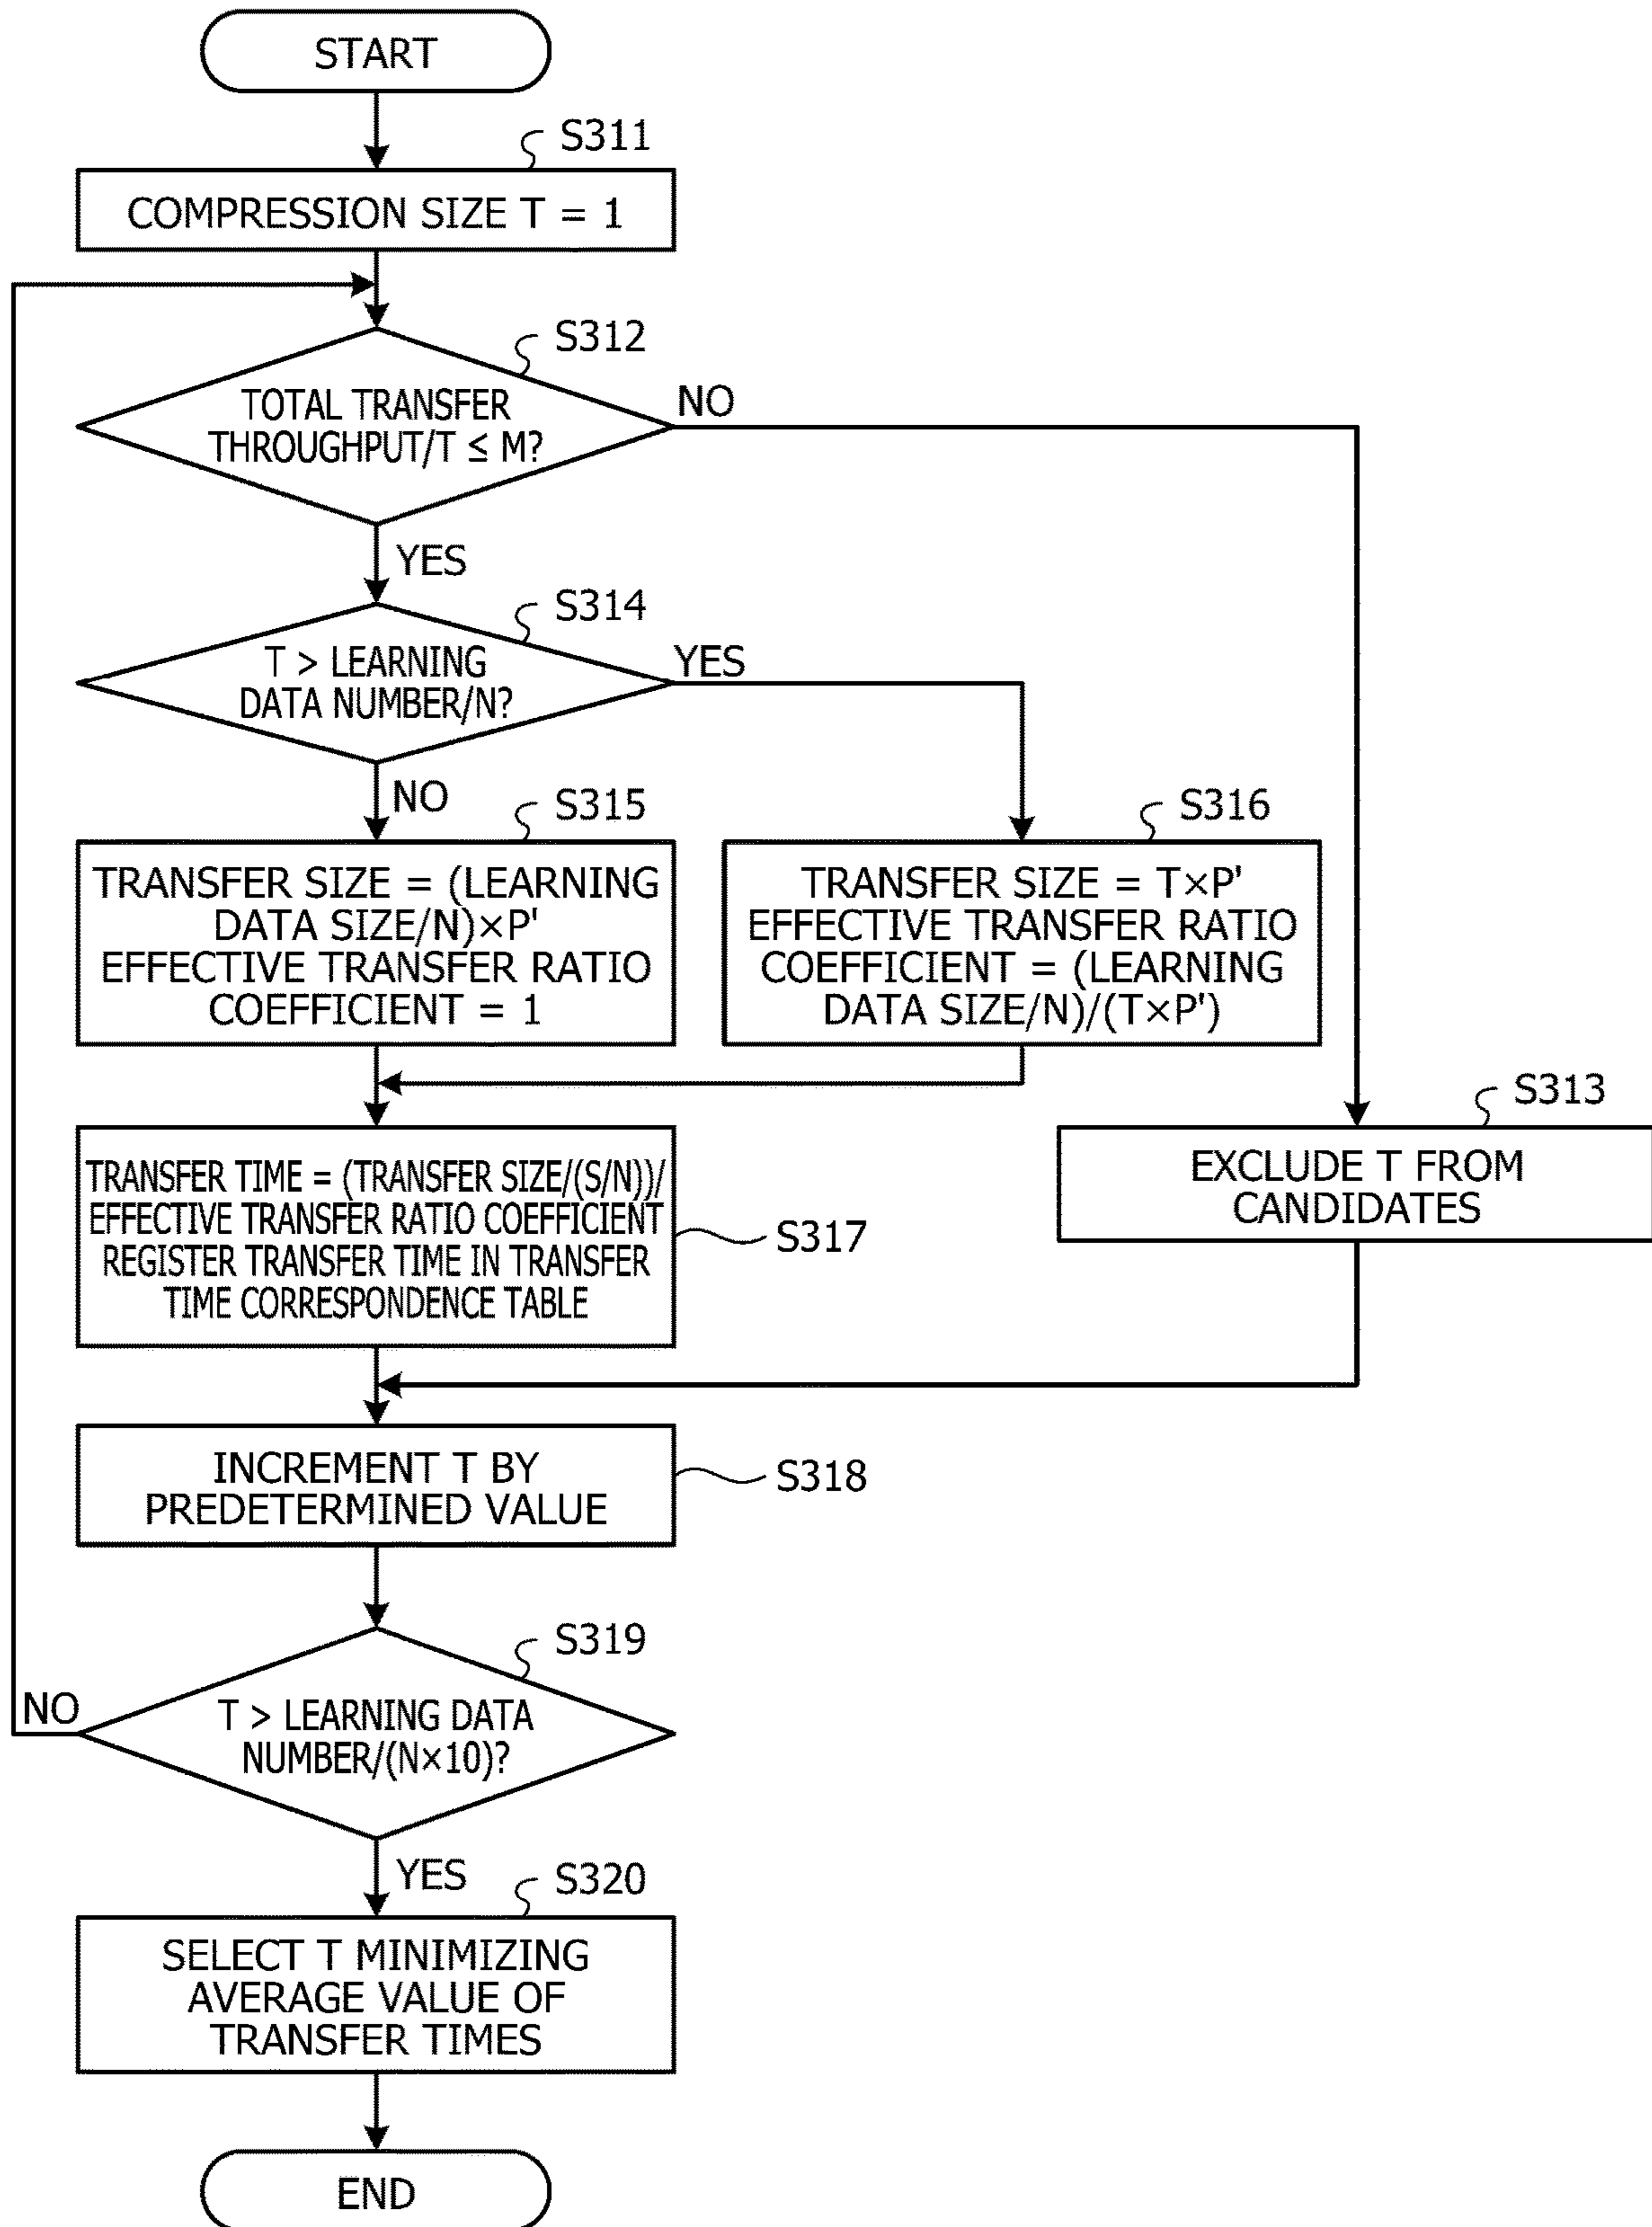 START
S311
COMPRESSION SIZE T = 1
S312
TOTAL TRANSFER
THROUGHPUT/T ≤ M?
NO
YES
S314
T > LEARNING
DATA NUMBER/N?
YES
NO
S315
TRANSFER SIZE = (LEARNING
DATA SIZE/N)×P'
EFFECTIVE TRANSFER RATIO
COEFFICIENT = 1
S316
TRANSFER SIZE = T×P'
EFFECTIVE TRANSFER RATIO
COEFFICIENT = (LEARNING
DATA SIZE/N)/(T×P')
S313
EXCLUDE T FROM
CANDIDATES
TRANSFER TIME = (TRANSFER SIZE/(S/N))/
EFFECTIVE TRANSFER RATIO COEFFICIENT
REGISTER TRANSFER TIME IN TRANSFER
TIME CORRESPONDENCE TABLE
S317
INCREMENT T BY
PREDETERMINED VALUE
S318
S319
T > LEARNING DATA
NUMBER/(N×10)?
NO
YES
S320
SELECT T MINIMIZING
AVERAGE VALUE OF
TRANSFER TIMES
END